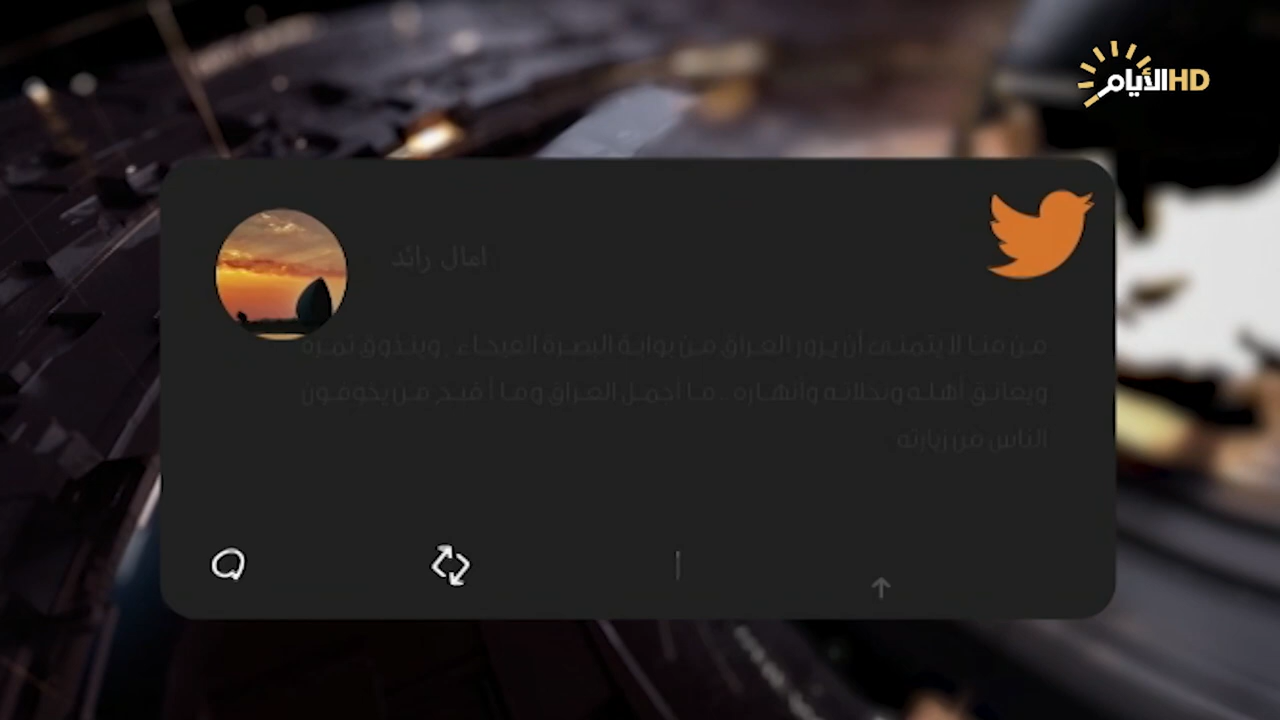 الأيام HD
امال رائد
من منا لا يتمنى أن يزور العراق من بوابة البصرة الفيحاء , ويتذوق تمره
ويعانق أهله ونخلاته وأنهاره .. ما أجمل العراق وما أقبح من يخوفون
الناس من زيارته